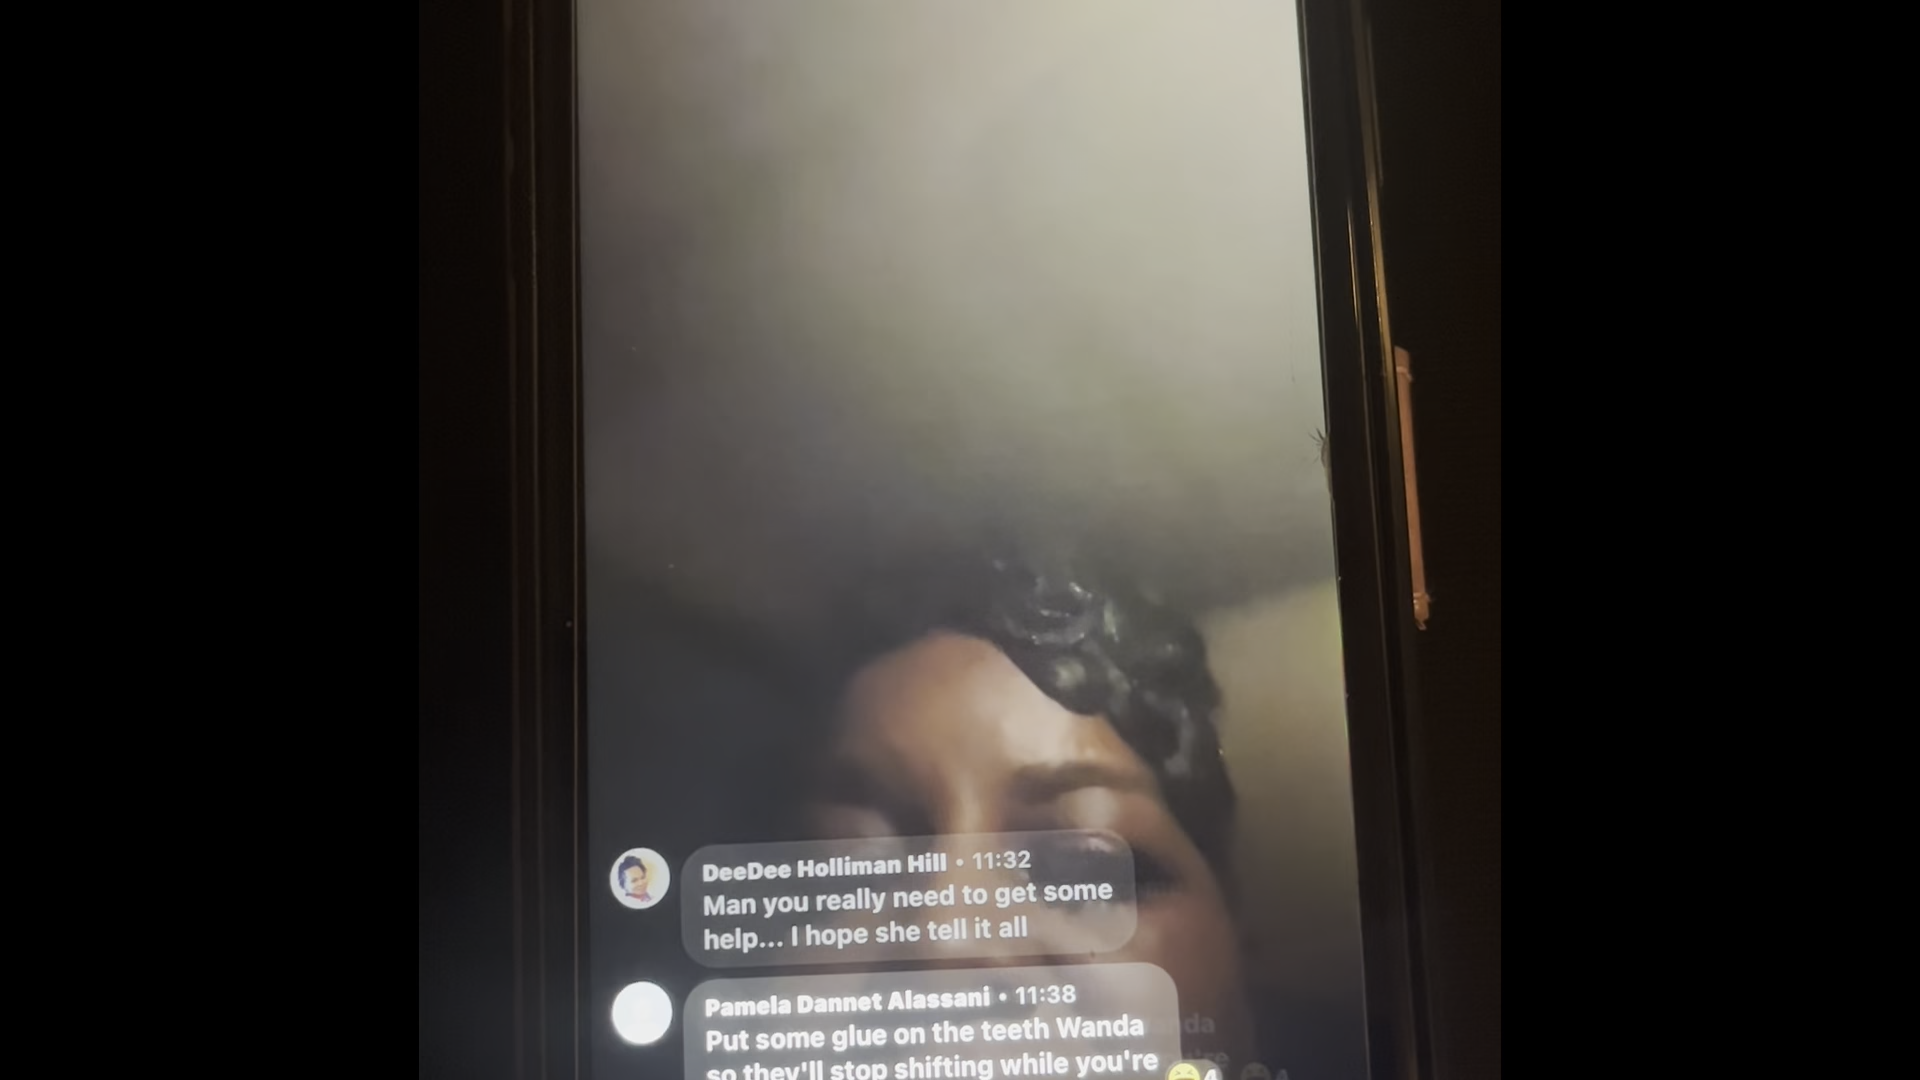 DeeDee Holliman Hill • 11:32
Man you really need to get some
help... I hope she tell it all
Pamela Dannet Alassani • 11:38
Put some glue on the teeth Wanda
so they'll stop shifting while you're
4